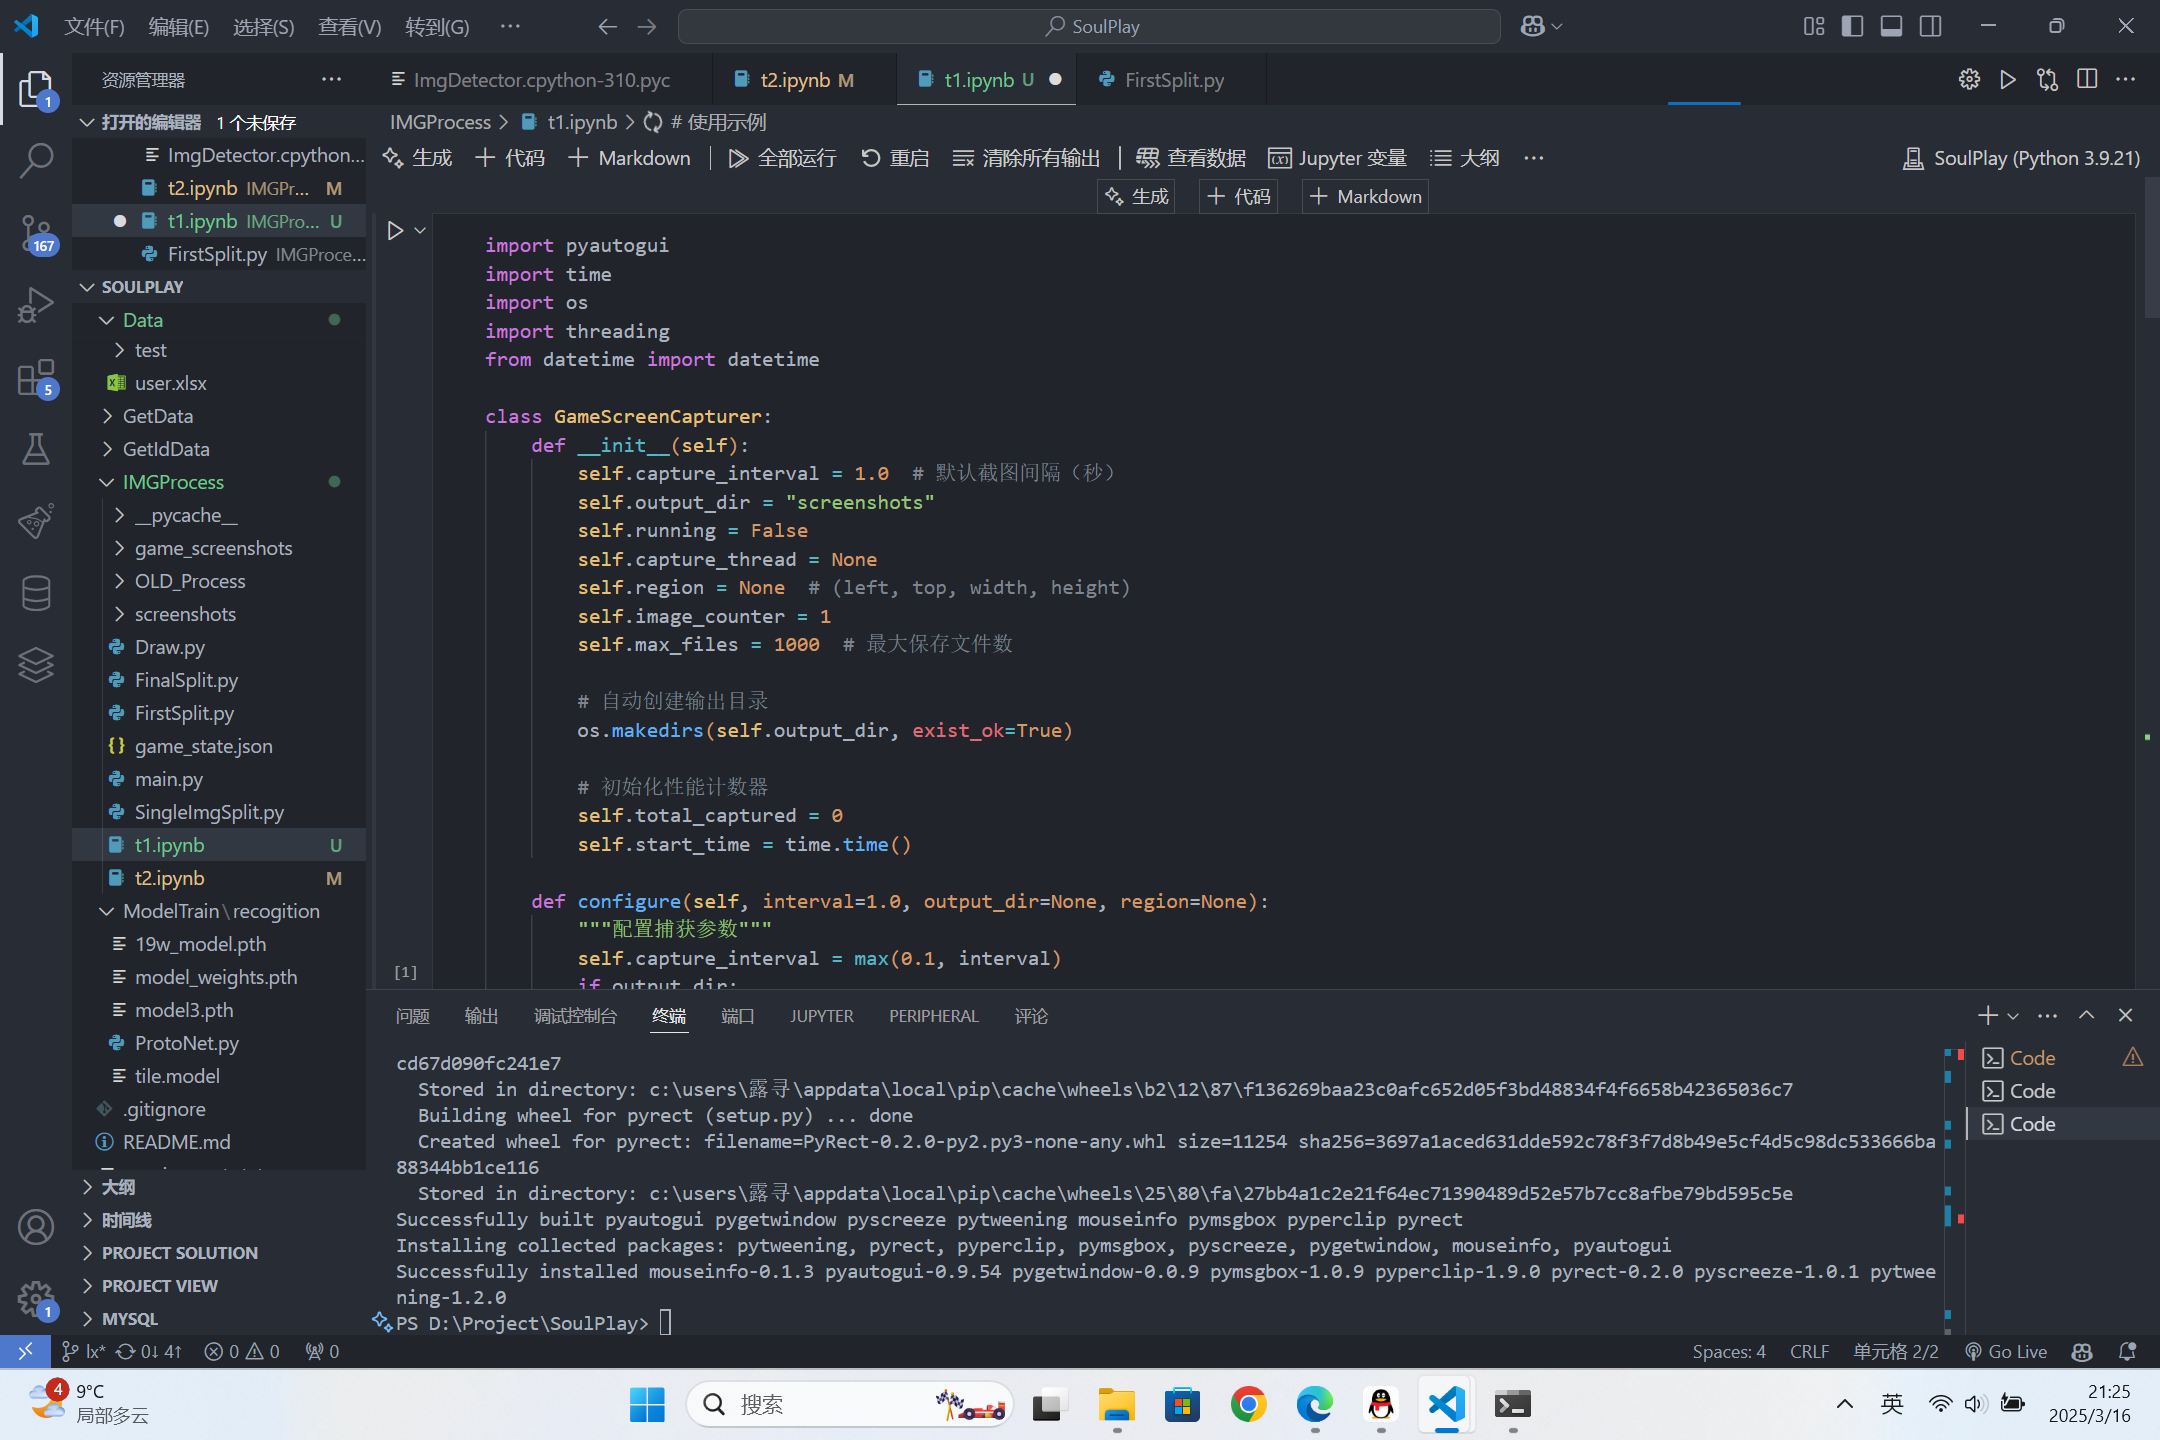 文件(F) 编辑(E) 选择(S) 查看(V) 转到(G) ··· SoulPlay
资源管理器 ···
ImgDetector.cpython-310.pyc t2.ipynb M t1.ipynb U FirstSplit.py
打开的编辑器 1 个未保存
ImgDetector.cpython...
t2.ipynb IMGPr... M
t1.ipynb IMGPro... U
FirstSplit.py IMGProce...
SOULPLAY
Data
test
user.xlsx
GetData
GetIdData
IMGProcess
__pycache__
game_screenshots
OLD_Process
screenshots
Draw.py
FinalSplit.py
FirstSplit.py
game_state.json
main.py
SingleImgSplit.py
t1.ipynb U
t2.ipynb M
ModelTrain\recogition
19w_model.pth
model_weights.pth
model3.pth
ProtoNet.py
tile.model
.gitignore
README.md
大纲
时间线
PROJECT SOLUTION
PROJECT VIEW
MYSQL
1
167
5
1
IMGProcess > t1.ipynb > # 使用示例
生成 + 代码 + Markdown 全部运行 重启 清除所有输出 查看数据 Jupyter 变量 大纲 ··· SoulPlay (Python 3.9.21)
生成 + 代码 + Markdown
import pyautogui
import time
import os
import threading
from datetime import datetime
class GameScreenCapturer:
def __init__(self):
self.capture_interval = 1.0 # 默认截图间隔（秒）
self.output_dir = "screenshots"
self.running = False
self.capture_thread = None
self.region = None # (left, top, width, height)
self.image_counter = 1
self.max_files = 1000 # 最大保存文件数
# 自动创建输出目录
os.makedirs(self.output_dir, exist_ok=True)
# 初始化性能计数器
self.total_captured = 0
self.start_time = time.time()
def configure(self, interval=1.0, output_dir=None, region=None):
"""配置捕获参数"""
self.capture_interval = max(0.1, interval)
if output_dir:
[1]
问题 输出 调试控制台 终端 端口 JUPYTER PERIPHERAL 评论
cd67d090fc241e7
Stored in directory: c:\users\露寻\appdata\local\pip\cache\wheels\b2\12\87\f136269baa23c0afc652d05f3bd48834f4f6658b42365036c7
Building wheel for pyrect (setup.py) ... done
Created wheel for pyrect: filename=PyRect-0.2.0-py2.py3-none-any.whl size=11254 sha256=3697a1aced631dde592c78f3f7d8b49e5cf4d5c98dc533666ba
88344bb1ce116
Stored in directory: c:\users\露寻\appdata\local\pip\cache\wheels\25\80\fa\27bb4a1c2e21f64ec71390489d52e57b7cc8afbe79bd595c5e
Successfully built pyautogui pygetwindow pyscreeze pytweening mouseinfo pymsgbox pyperclip pyrect
Installing collected packages: pytweening, pyrect, pyperclip, pymsgbox, pyscreeze, pygetwindow, mouseinfo, pyautogui
Successfully installed mouseinfo-0.1.3 pyautogui-0.9.54 pygetwindow-0.0.9 pymsgbox-1.0.9 pyperclip-1.9.0 pyrect-0.2.0 pyscreeze-1.0.1 pytwee
ning-1.2.0
PS D:\Project\SoulPlay>
Code
Code
Code
lx* 0↓ 4↑ 0 0 0 Spaces: 4 CRLF 单元格 2/2 Go Live
4
9°C
局部多云
搜索
英
21:25
2025/3/16